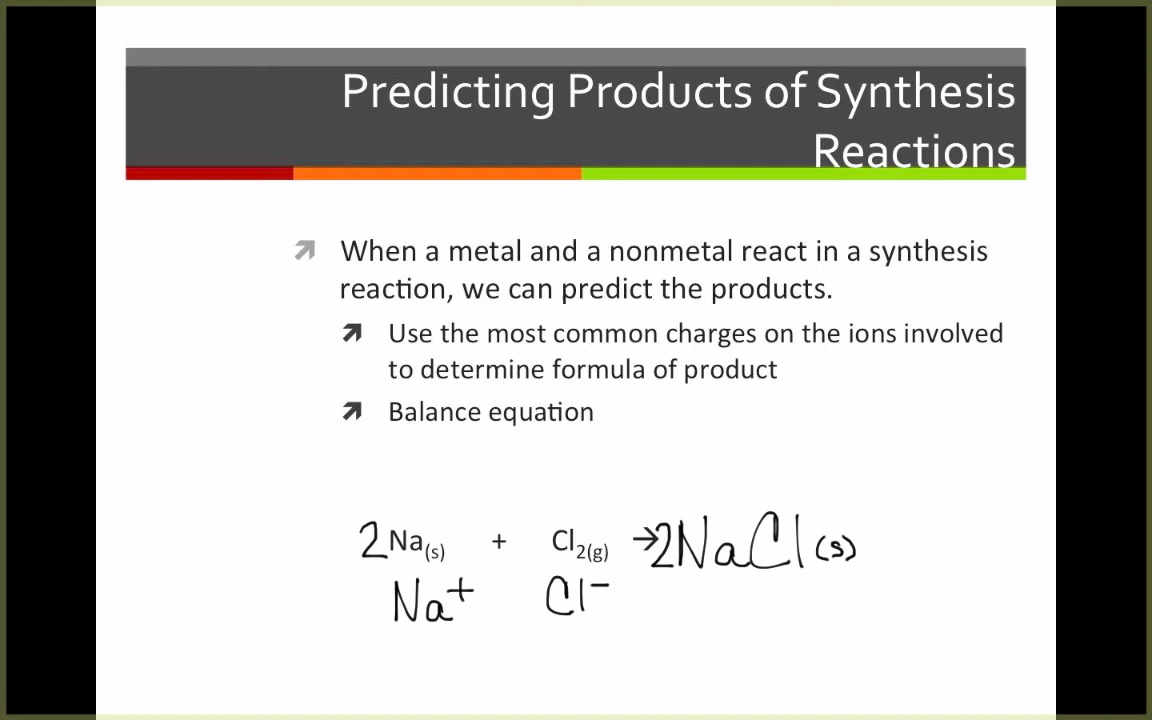 Predicting Products of Synthesis
Reactions
When a metal and a nonmetal react in a synthesis
reaction, we can predict the products.
Use the most common charges on the ions involved
to determine formula of product
Balance equation
2Na(s) + Cl2(g) → 2NaCl(s)
Na+ Cl−